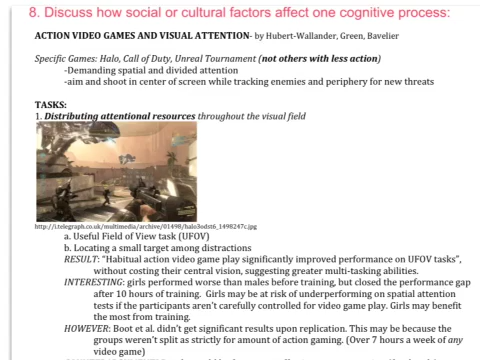 8. Discuss how social or cultural factors affect one cognitive process:
ACTION VIDEO GAMES AND VISUAL ATTENTION- by Hubert-Wallander, Green, Bavelier
Specific Games: Halo, Call of Duty, Unreal Tournament (not others with less action)
-Demanding spatial and divided attention
-aim and shoot in center of screen while tracking enemies and periphery for new threats
TASKS:
1. Distributing attentional resources throughout the visual field
http://i.telegraph.co.uk/multimedia/archive/01498/halo3odst6_1498247c.jpg
a. Useful Field of View task (UFOV)
b. Locating a small target among distractions
RESULT: "Habitual action video game play significantly improved performance on UFOV tasks",
without costing their central vision, suggesting greater multi-tasking abilities.
INTERESTING: girls performed worse than males before training, but closed the performance gap
after 10 hours of training. Girls may be at risk of underperforming on spatial attention
tests if the participants aren't carefully controlled for video game play. Girls may benefit
the most from training.
HOWEVER: Boot et al. didn't get significant results upon replication. This may be because the
groups weren't split as strictly for amount of action gaming. (Over 7 hours a week of any
video game)